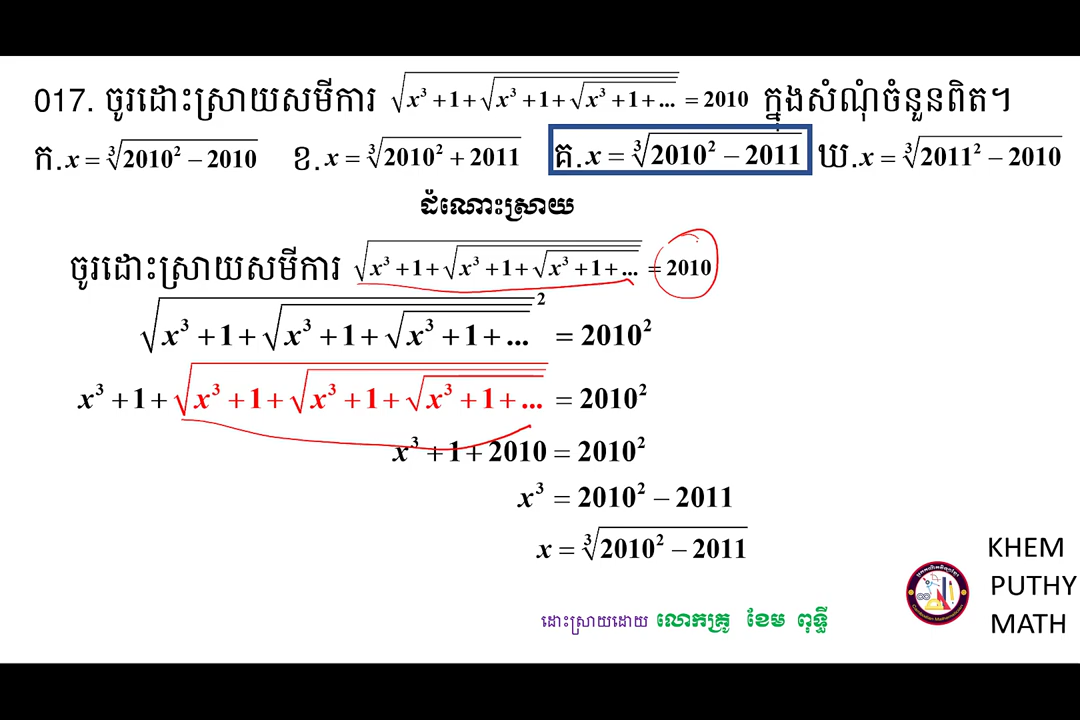 017. ចូរដោះស្រាយសមីការ √(x³+1+√(x³+1+√(x³+1+...))) = 2010 ក្នុងសំណុំចំនួនពិត។
ក. x = ∛(2010² − 2010) ខ. x = ∛(2010² + 2011) គ. x = ∛(2010² − 2011) ឃ. x = ∛(2011² − 2010)
ដំណោះស្រាយ
ចូរដោះស្រាយសមីការ √(x³+1+√(x³+1+√(x³+1+...))) = 2010
√(x³+1+√(x³+1+√(x³+1+...)))² = 2010²
x³+1+√(x³+1+√(x³+1+√(x³+1+...))) = 2010²
x³+1+2010 = 2010²
x³ = 2010² − 2011
x = ∛(2010² − 2011)
ដោះស្រាយដោយ លោកគ្រូ ខែម ពុទ្ធី
KHEM
PUTHY
MATH